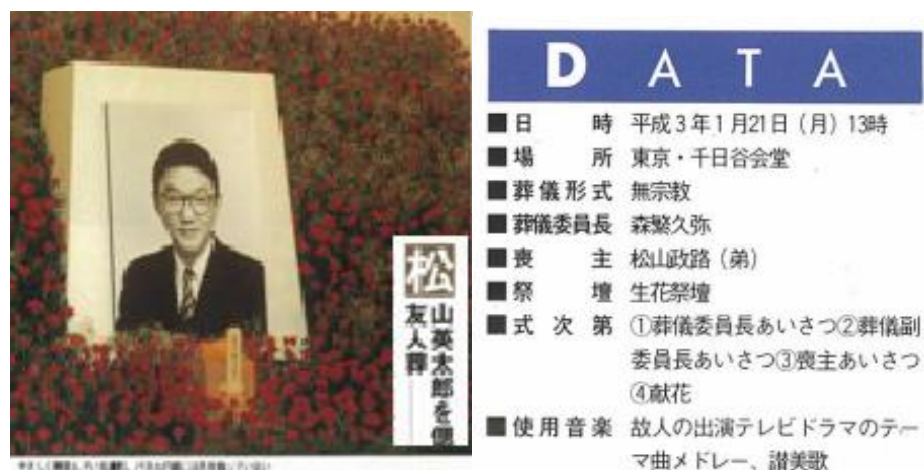 松山英太郎を偲
友人葬
DATA
■日　　時 平成3年1月21日（月）13時
■場　　所 東京・千日谷会堂
■葬儀形式 無宗教
■葬儀委員長 森繁久弥
■喪　　主 松山政路（弟）
■祭　　壇 生花祭壇
■式 次 第 ①葬儀委員長あいさつ②葬儀副
委員長あいさつ③喪主あいさつ
④献花
■使用音楽 故人の出演テレビドラマのテー
マ曲メドレー、讃美歌